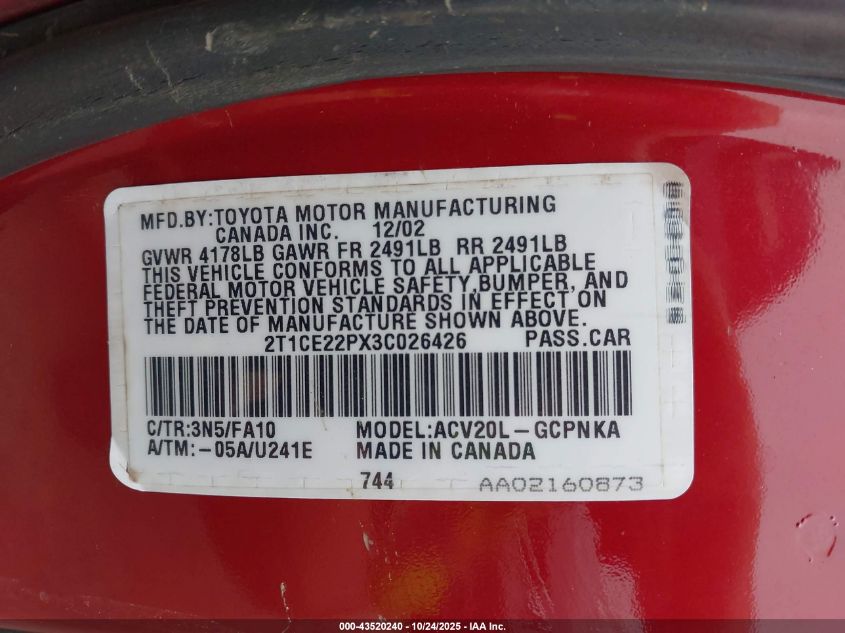 MFD.BY:TOYOTA MOTOR MANUFACTURING
CANADA INC. 12/02
GVWR 4178LB GAWR FR 2491LB RR 2491LB
THIS VEHICLE CONFORMS TO ALL APPLICABLE
FEDERAL MOTOR VEHICLE SAFETY,BUMPER, AND
THEFT PREVENTION STANDARDS IN EFFECT ON
THE DATE OF MANUFACTURE SHOWN ABOVE.
2T1CE22PX3C026426 PASS.CAR
C/TR:3N5/FA10 MODEL:ACV20L-GCPNKA
A/TM:-05A/U241E MADE IN CANADA
744 AA02160873
000-43520240 | 10/24/2025 - IAA Inc.